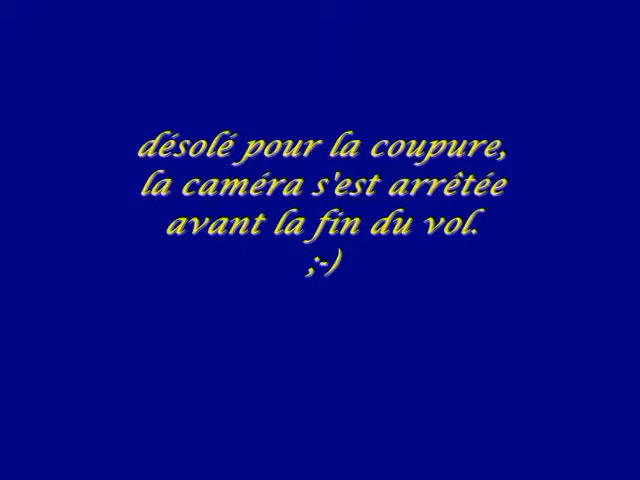 désolé pour la coupure,
la caméra s'est arrêtée
avant la fin du vol.
;-)